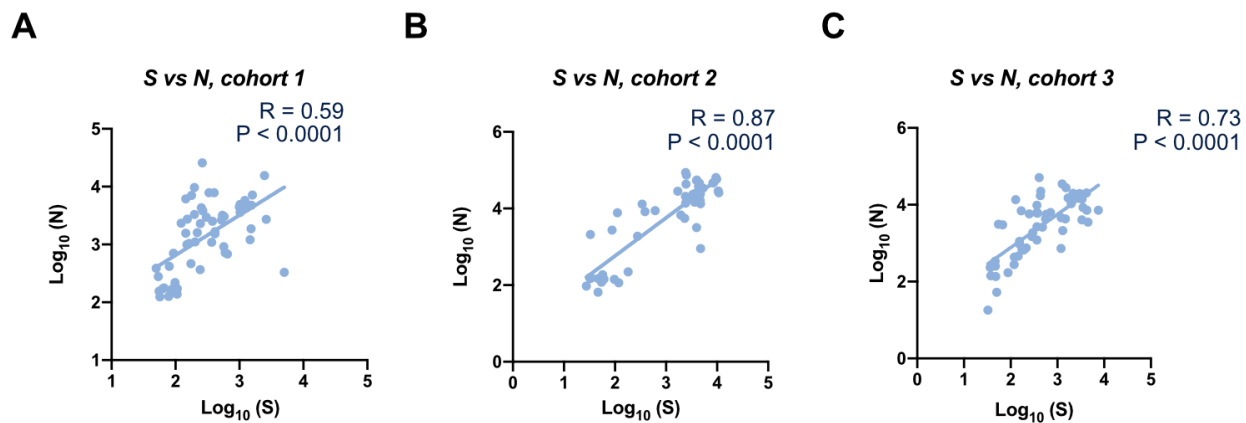 A
S vs N, cohort 1
R = 0.59
P < 0.0001
5
4
3
2
1
Log10 (N)
1 2 3 4 5
Log10 (S)
B
S vs N, cohort 2
R = 0.87
P < 0.0001
6
4
2
0
Log10 (N)
0 1 2 3 4 5
Log10 (S)
C
S vs N, cohort 3
R = 0.73
P < 0.0001
6
4
2
0
Log10 (N)
0 1 2 3 4 5
Log10 (S)